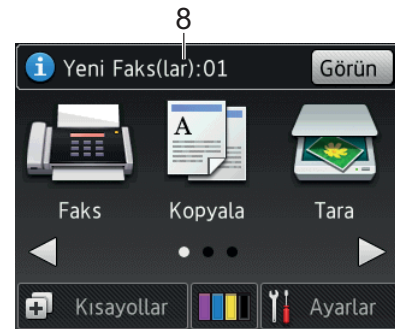 8
Yeni Faks(lar):01 Görün
A
Faks Kopyala Tara
Kısayollar Ayarlar